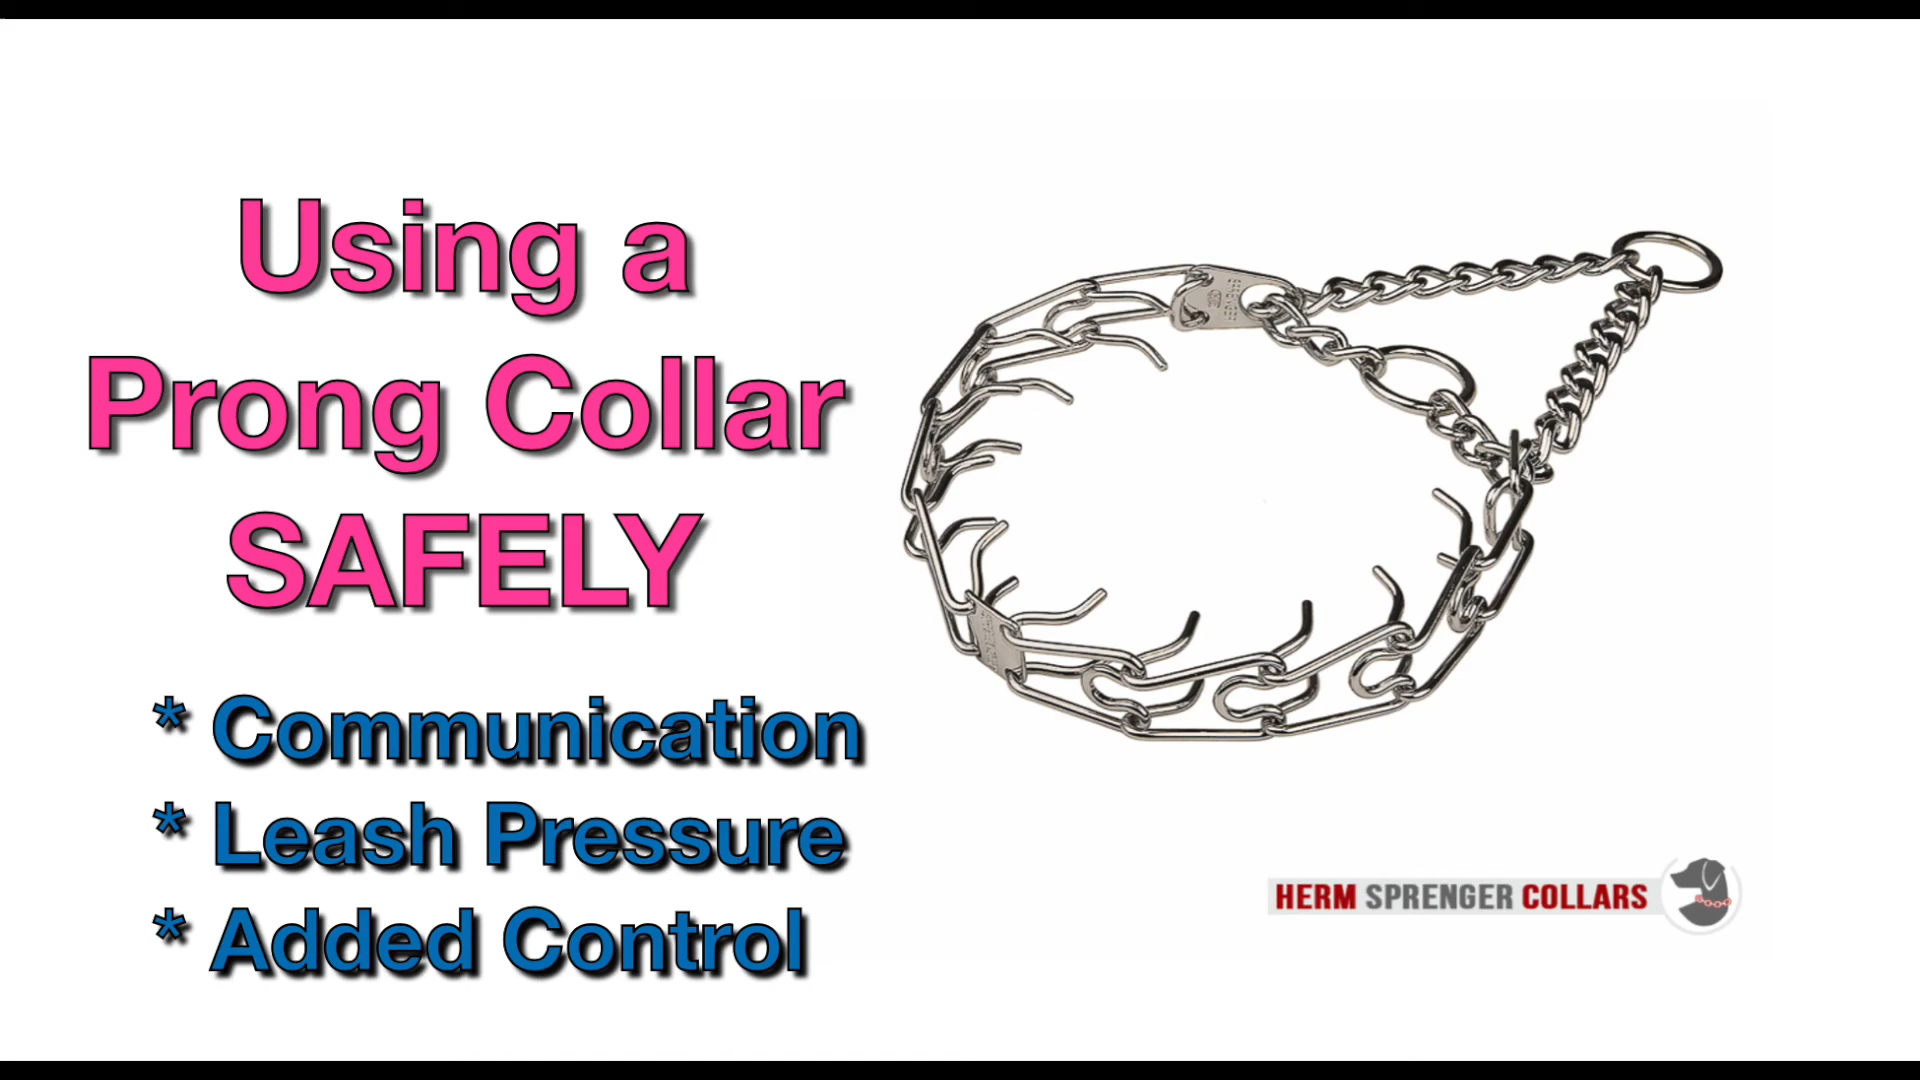 Using a
Prong Collar
SAFELY
* Communication
* Leash Pressure
* Added Control
HERM SPRENGER COLLARS